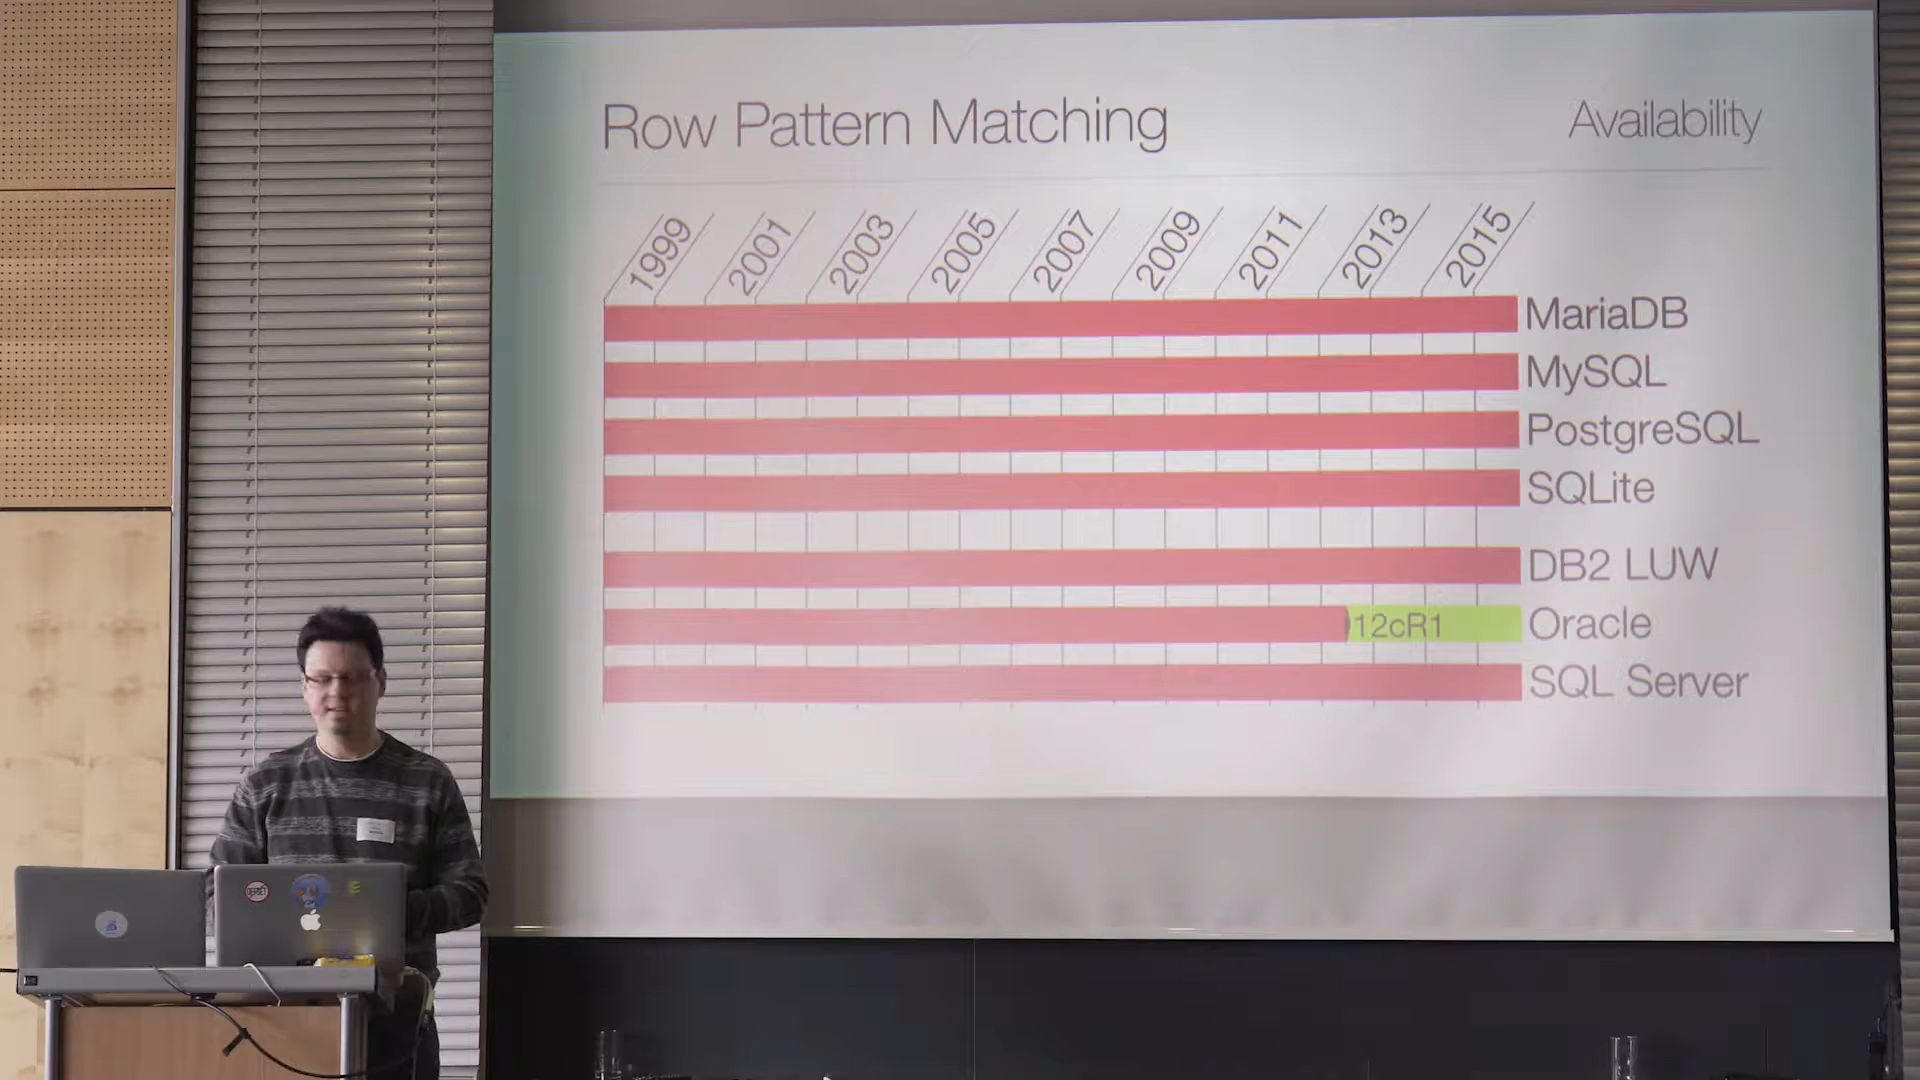 Row Pattern Matching
Availability
1999
2001
2003
2005
2007
2009
2011
2013
2015
MariaDB
MySQL
PostgreSQL
SQLite
DB2 LUW
12cR1
Oracle
SQL Server